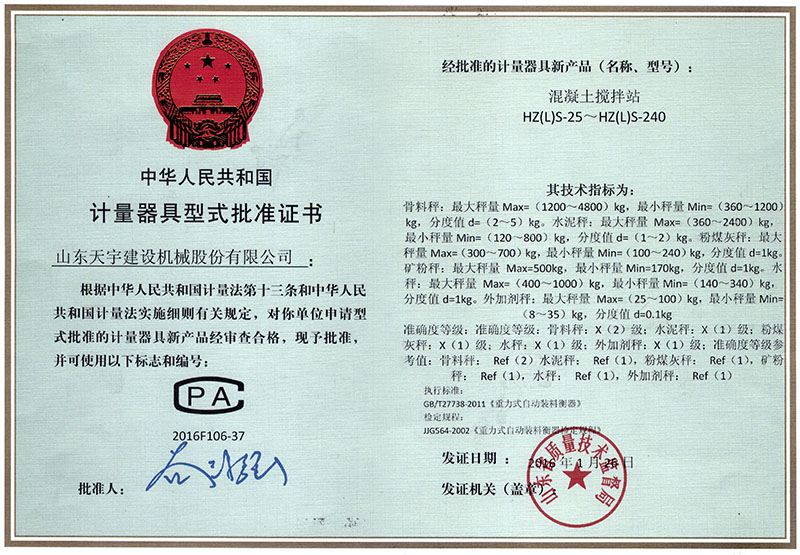 中华人民共和国
计量器具型式批准证书
山东天宇建设机械股份有限公司：
根据中华人民共和国计量法第十三条和中华人民
共和国计量法实施细则有关规定，对你单位申请型
式批准的计量器具新产品经审查合格，现予批准，
并可使用以下标志和编号：
CPA
2016F106-37
批准人：
经批准的计量器具新产品（名称、型号）：
混凝土搅拌站
HZ(L)S-25～HZ(L)S-240
其技术指标为：
骨料秤：最大秤量 Max=（1200～4800）kg，最小秤量 Min=（360～1200）
kg，分度值 d=（2～5）kg。水泥秤：最大秤量 Max=（360～2400）kg，
最小秤量 Min=（120～800）kg，分度值 d=（1～2）kg。粉煤灰秤：最大
秤量 Max=（300～700）kg，最小秤量 Min=（100～240）kg，分度值 d=1kg。
矿粉秤：最大秤量 Max=500kg，最小秤量 Min=170kg，分度值 d=1kg。水
秤：最大秤量 Max=（400～1000）kg，最小秤量 Min=（140～340）kg，
分度值 d=1kg。外加剂秤：最大秤量 Max=（25～100）kg，最小秤量 Min=
（8～35）kg，分度值 d=0.1kg
准确度等级：准确度等级：骨料秤：X（2）级；水泥秤：X（1）级；粉煤
灰秤：X（1）级；水秤：X（1）级；外加剂秤：X（1）级；准确度等级参
考值：骨料秤： Ref（2）水泥秤： Ref（1），粉煤灰秤： Ref（1），矿粉
秤： Ref（1），水秤： Ref（1），外加剂秤： Ref（1）
执行标准：
GB/T27738-2011《重力式自动装料衡器》
检定规程：
JJG564-2002《重力式自动装料衡器检定规程》
发证日期： 2016 年 1 月 26 日
发证机关（盖章）
山东省质量技术监督局